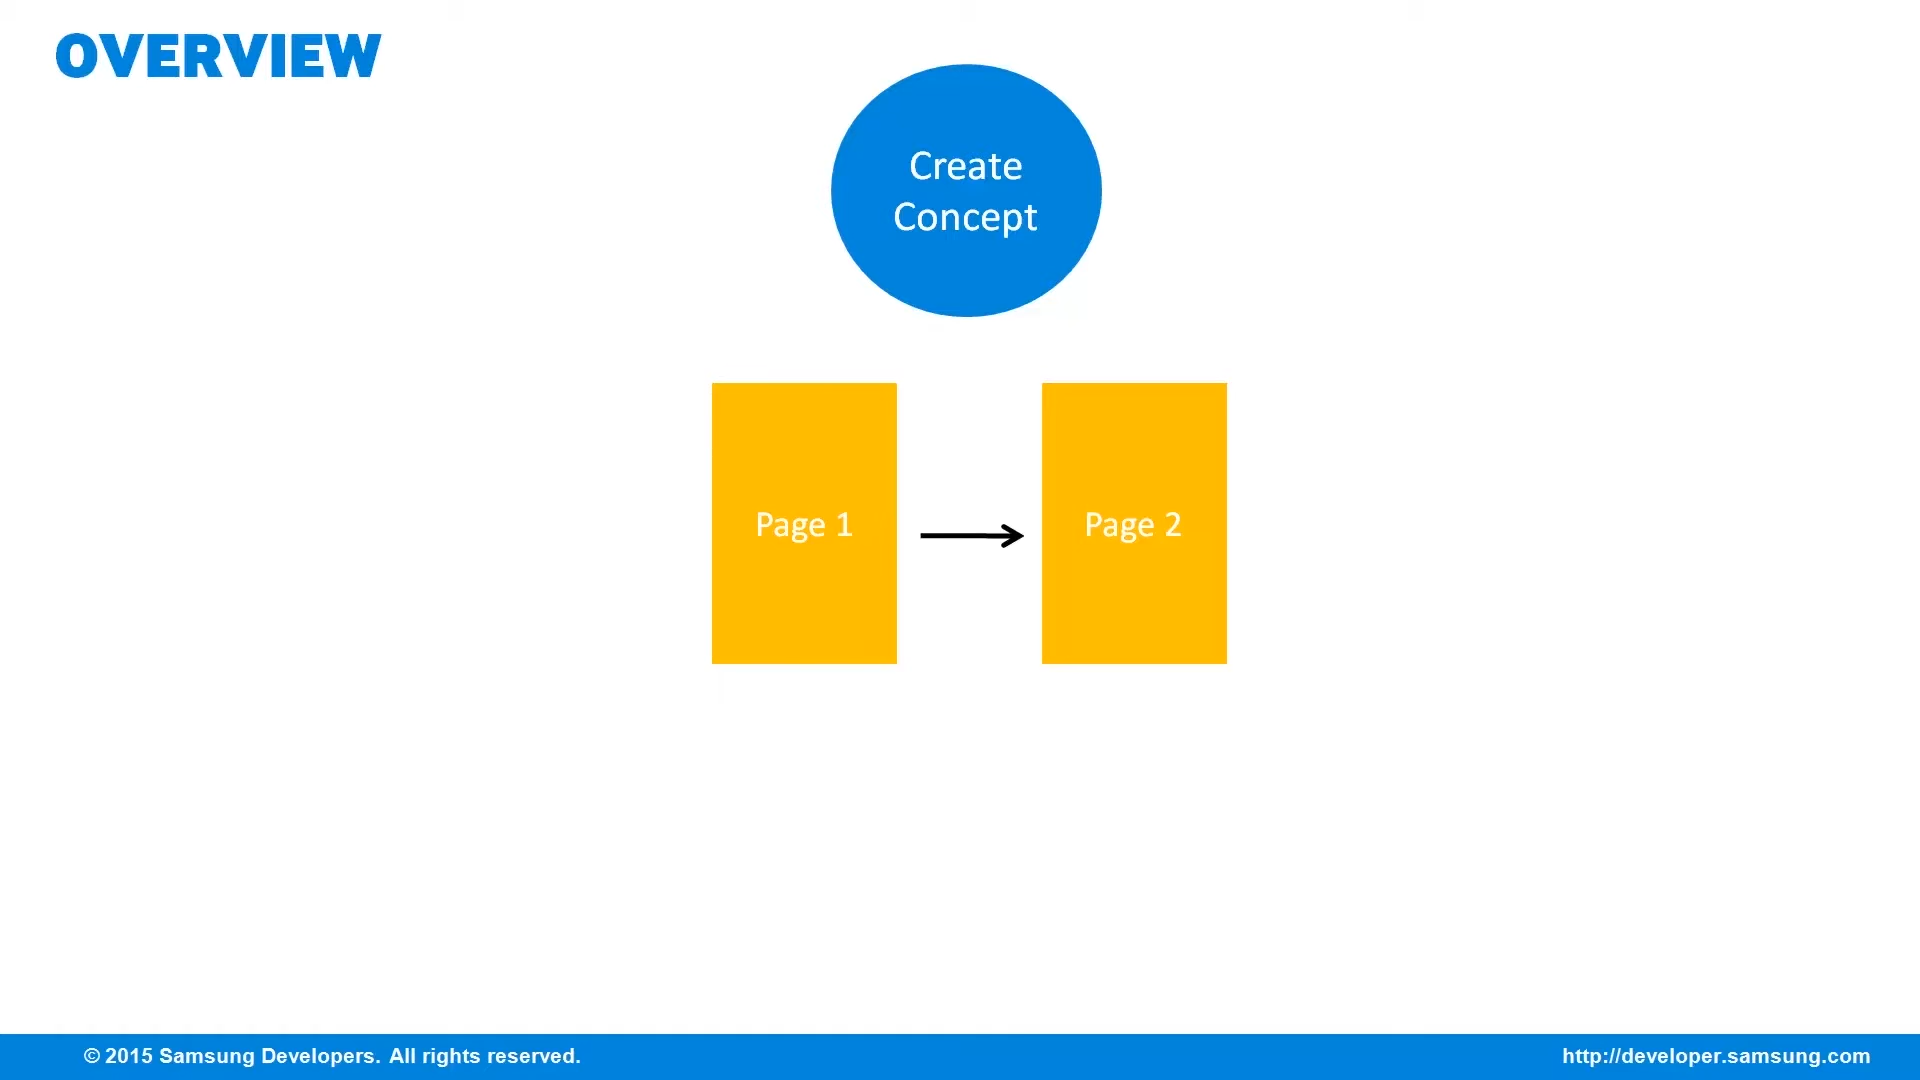 OVERVIEW
Create
Concept
Page 1
Page 2
© 2015 Samsung Developers. All rights reserved.
http://developer.samsung.com